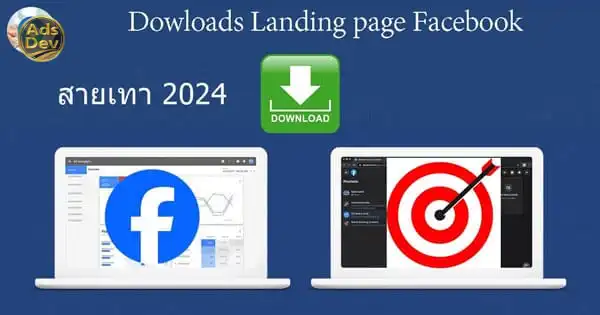 Ads
Dev
Dowloads Landing page Facebook
สายเทา 2024
DOWNLOAD